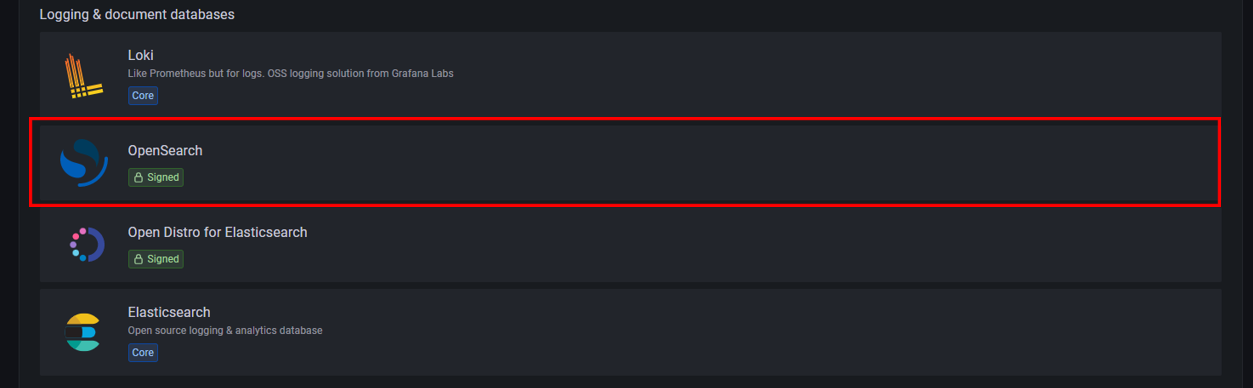 Logging & document databases
Loki
Like Prometheus but for logs. OSS logging solution from Grafana Labs
Core
OpenSearch
Signed
Open Distro for Elasticsearch
Signed
Elasticsearch
Open source logging & analytics database
Core